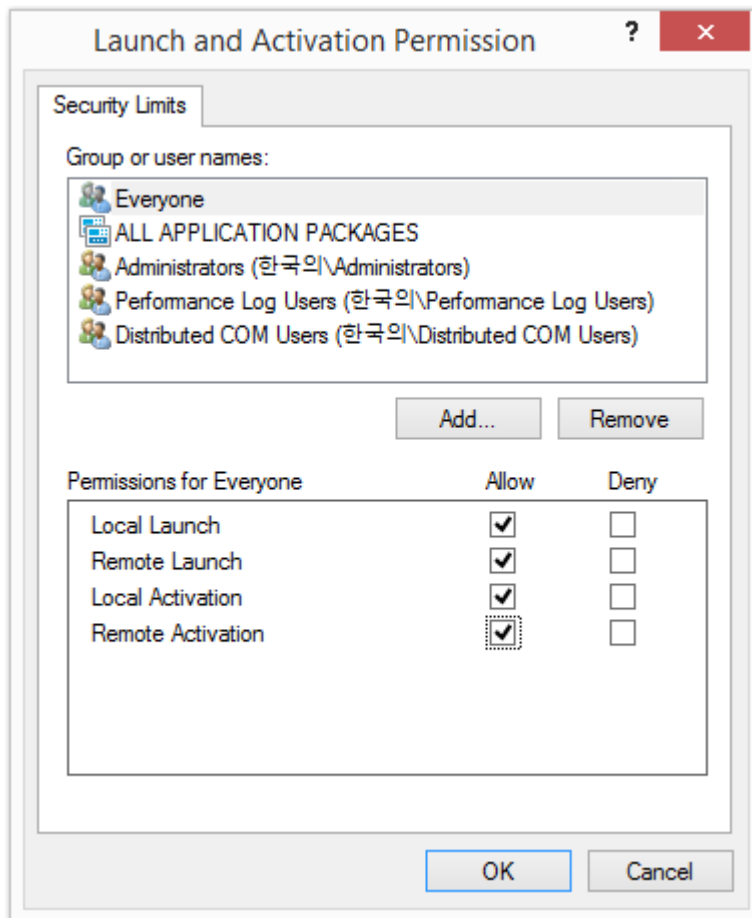 Launch and Activation Permission ? ×
Security Limits
Group or user names:
Everyone
ALL APPLICATION PACKAGES
Administrators (한국의\Administrators)
Performance Log Users (한국의\Performance Log Users)
Distributed COM Users (한국의\Distributed COM Users)
Add... Remove
Permissions for Everyone Allow Deny
Local Launch
Remote Launch
Local Activation
Remote Activation
OK Cancel